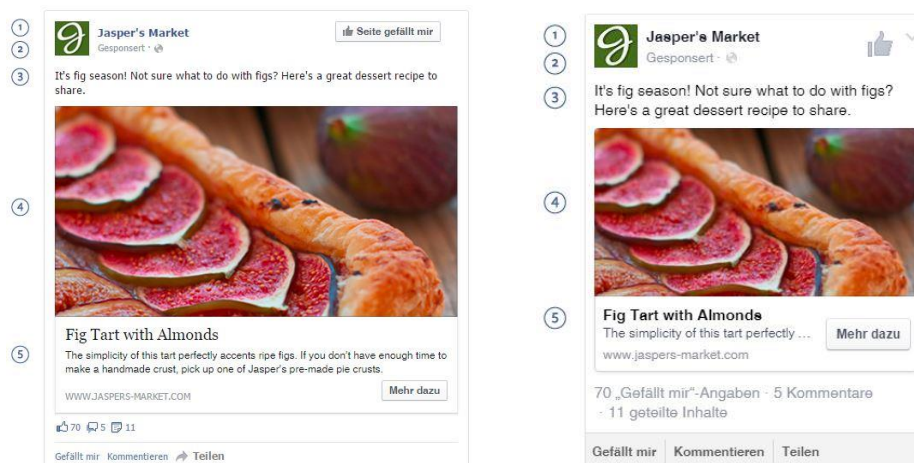 1
Jasper's Market
Seite gefällt mir
2
Gesponsert ·
3
It's fig season! Not sure what to do with figs? Here's a great dessert recipe to
share.
4
5
Fig Tart with Almonds
The simplicity of this tart perfectly accents ripe figs. If you don't have enough time to
make a handmade crust, pick up one of Jasper's pre-made pie crusts.
WWW.JASPERS-MARKET.COM
Mehr dazu
70 5 11
Gefällt mir Kommentieren Teilen
1
Jasper's Market
2
Gesponsert ·
3
It's fig season! Not sure what to do with figs?
Here's a great dessert recipe to share.
4
5
Fig Tart with Almonds
The simplicity of this tart perfectly ...
Mehr dazu
www.jaspers-market.com
70 „Gefällt mir“-Angaben · 5 Kommentare
· 11 geteilte Inhalte
Gefällt mir Kommentieren Teilen